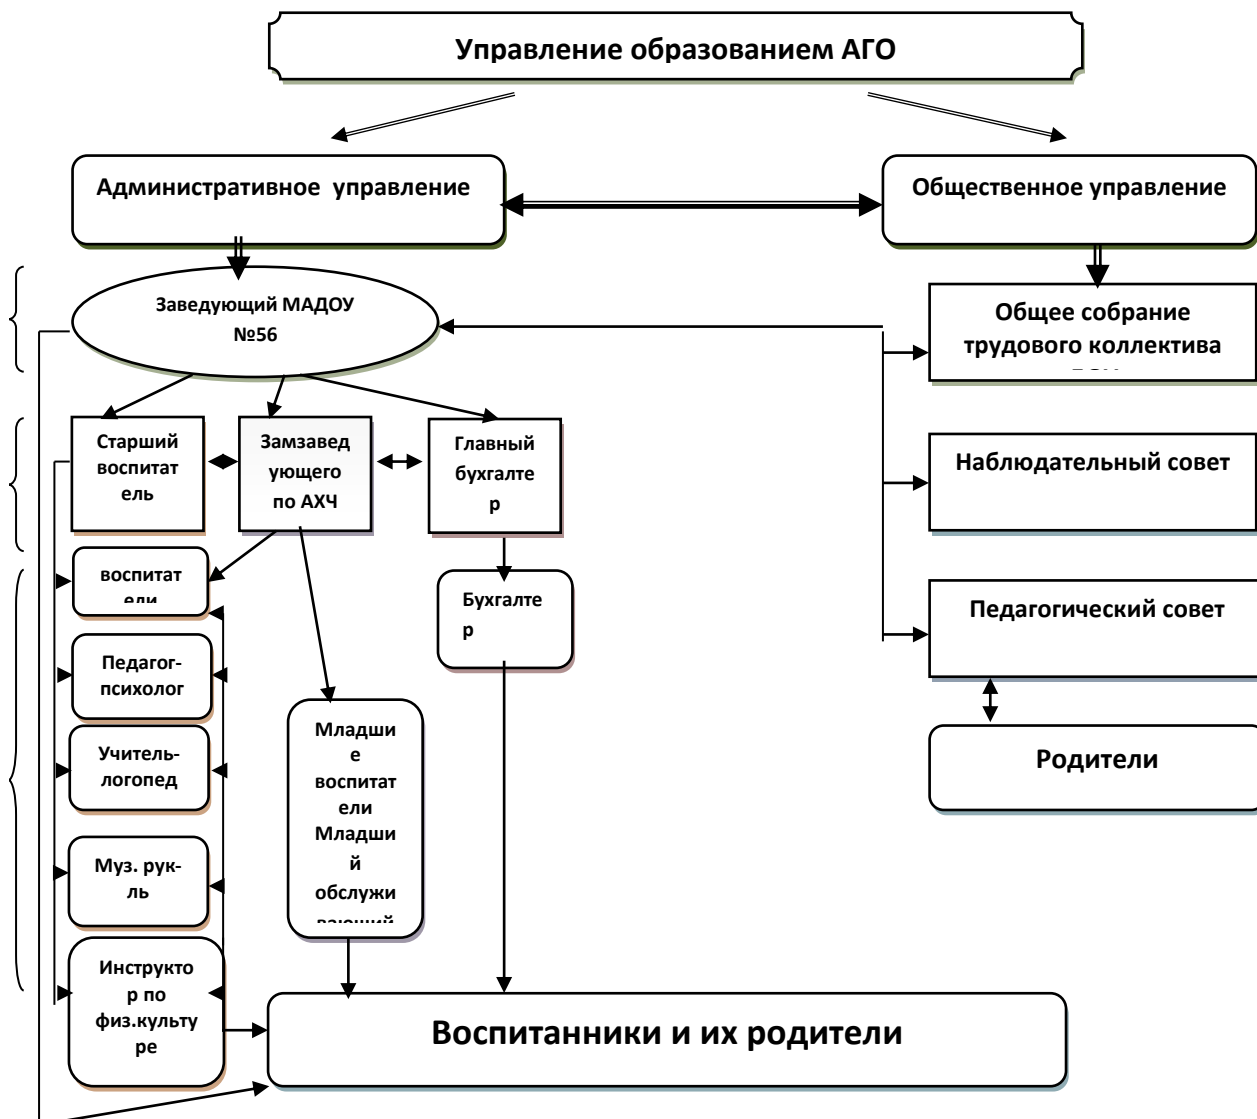 Управление образованием АГО
Административное управление
Общественное управление
Заведующий МАДОУ
№56
Общее собрание
трудового коллектива
Старший
воспитат
ель
Замзавед
ующего
по АХЧ
Главный
бухгалте
р
Наблюдательный совет
воспитат
ели
Бухгалте
р
Педагогический совет
Педагог-
психолог
Учитель-
логопед
Младши
е
воспитат
ели
Младши
й
обслужи
вающий
Родители
Муз. рук-
ль
Инструкто
р по
физ.культу
ре
Воспитанники и их родители